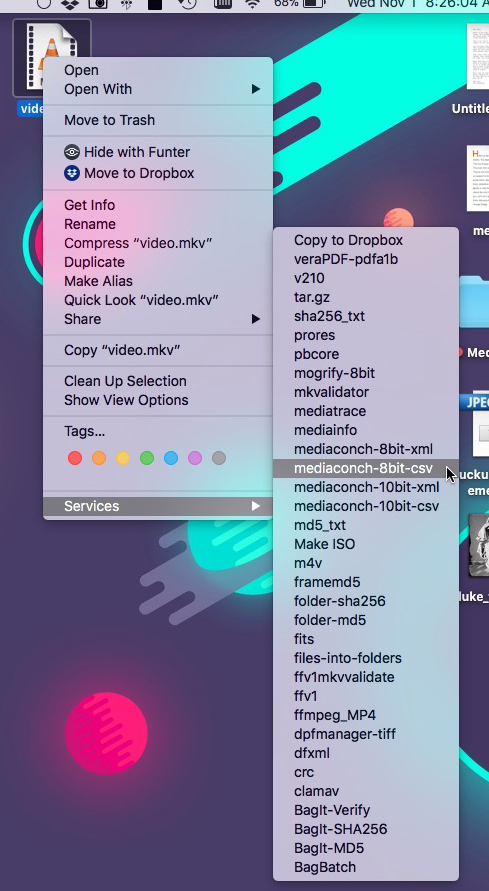 68%
Wed Nov 1 8:26:04 A
vide
Open
Open With
Move to Trash
Hide with Funter
Move to Dropbox
Get Info
Rename
Compress “video.mkv”
Duplicate
Make Alias
Quick Look “video.mkv”
Share
Copy “video.mkv”
Clean Up Selection
Show View Options
Tags...
Services
Copy to Dropbox
veraPDF-pdfa1b
v210
tar.gz
sha256_txt
prores
pbcore
mogrify-8bit
mkvalidator
mediatrace
mediainfo
mediaconch-8bit-xml
mediaconch-8bit-csv
mediaconch-10bit-xml
mediaconch-10bit-csv
md5_txt
Make ISO
m4v
framemd5
folder-sha256
folder-md5
fits
files-into-folders
ffv1mkvvalidate
ffv1
ffmpeg_MP4
dpfmanager-tiff
dfxml
crc
clamav
BagIt-Verify
BagIt-SHA256
BagIt-MD5
BagBatch
Untitle
me
Med
JPEG
uckul
eme
luke_